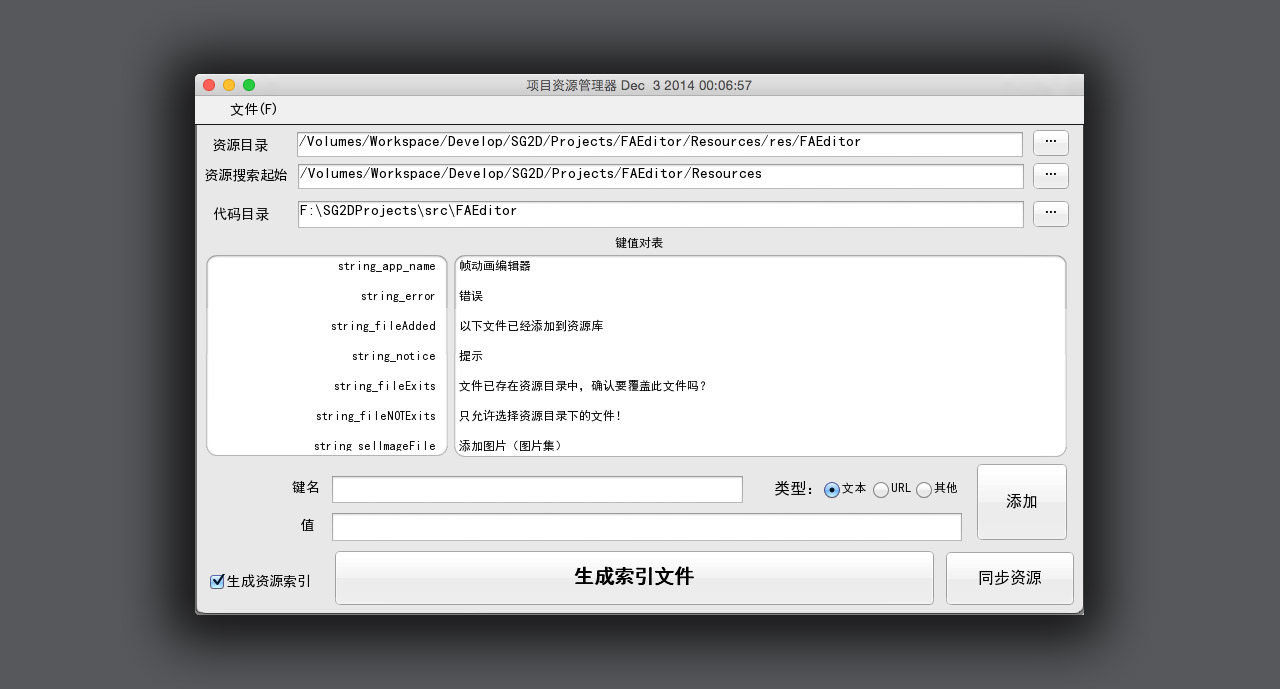 项目资源管理器 Dec  3 2014 00:06:57
文件(F)
资源目录 /Volumes/Workspace/Develop/SG2D/Projects/FAEditor/Resources/res/FAEditor ...
资源搜索起始 /Volumes/Workspace/Develop/SG2D/Projects/FAEditor/Resources ...
代码目录 F:\SG2DProjects\src\FAEditor ...
键值对表
string_app_name 帧动画编辑器
string_error 错误
string_fileAdded 以下文件已经添加到资源库
string_notice 提示
string_fileExits 文件已存在资源目录中，确认要覆盖此文件吗？
string_fileNOTExits 只允许选择资源目录下的文件！
string_selImageFile 添加图片（图片集）
键名 类型： 文本 URL 其他 添加
值
生成资源索引 生成索引文件 同步资源